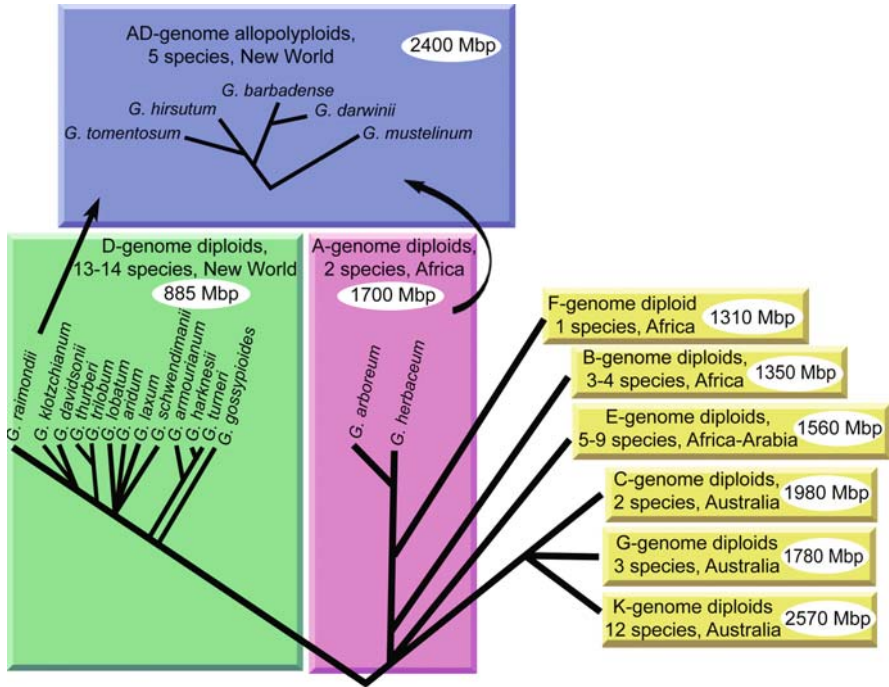 AD-genome allopolyploids,
5 species, New World
2400 Mbp
G. barbadense
G. hirsutum
G. darwinii
G. tomentosum
G. mustelinum
D-genome diploids,
13-14 species, New World
885 Mbp
G. raimondii
G. klotzchianum
G. davidsonii
G. thurberi
G. trilobum
G. lobatum
G. aridum
G. laxum
G. schwendimanii
G. armourianum
G. harknesii
G. turneri
G. gossypioides
A-genome diploids,
2 species, Africa
1700 Mbp
G. arboreum
G. herbaceum
F-genome diploid
1 species, Africa
1310 Mbp
B-genome diploids,
3-4 species, Africa
1350 Mbp
E-genome diploids,
5-9 species, Africa-Arabia
1560 Mbp
C-genome diploids,
2 species, Australia
1980 Mbp
G-genome diploids
3 species, Australia
1780 Mbp
K-genome diploids
12 species, Australia
2570 Mbp